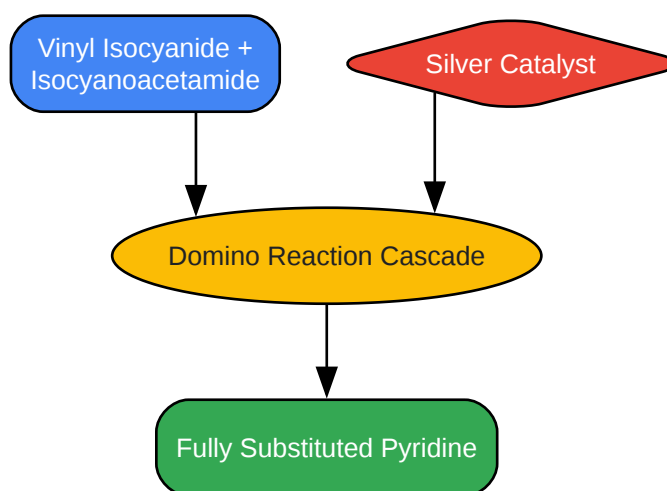 Vinyl Isocyanide +
Isocyanoacetamide
Silver Catalyst
Domino Reaction Cascade
Fully Substituted Pyridine